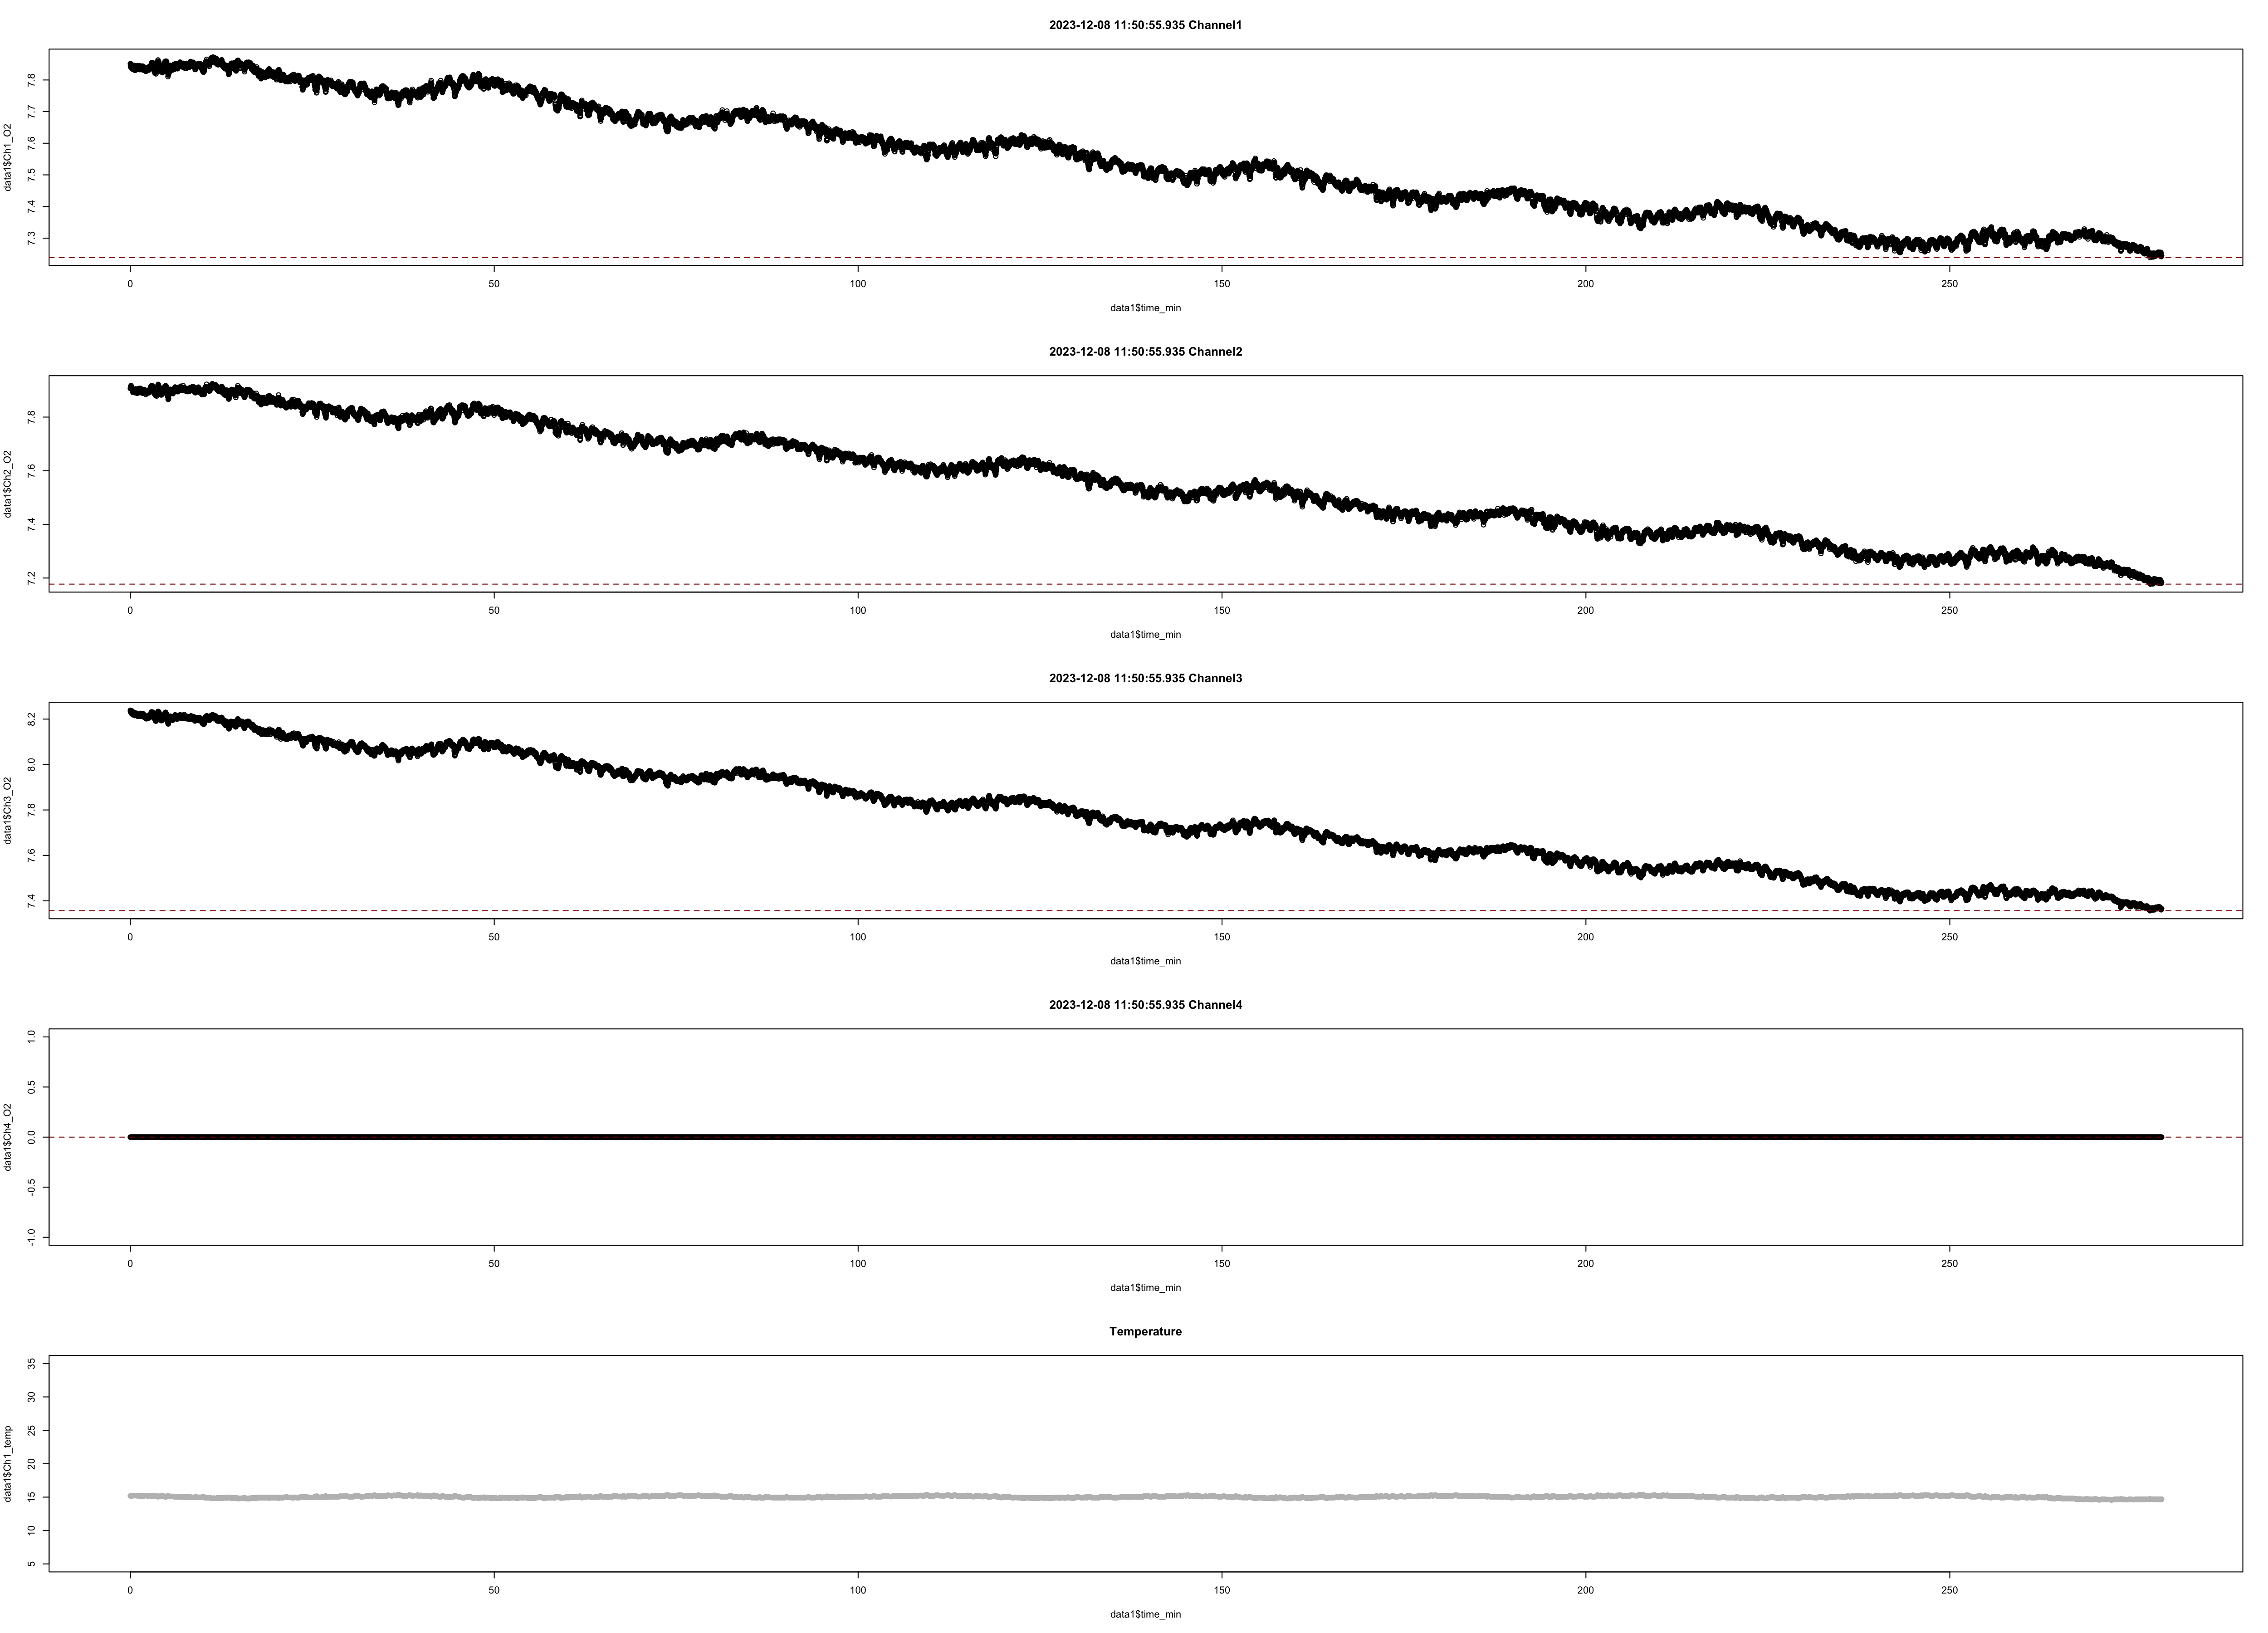 2023-12-08 11:50:55.935 Channel1
data1$Ch1_O2
7.8
7.7
7.6
7.5
7.4
7.3
0 50 100 150 200 250
data1$time_min
2023-12-08 11:50:55.935 Channel2
data1$Ch2_O2
7.8
7.6
7.4
7.2
0 50 100 150 200 250
data1$time_min
2023-12-08 11:50:55.935 Channel3
data1$Ch3_O2
8.2
8.0
7.8
7.6
7.4
0 50 100 150 200 250
data1$time_min
2023-12-08 11:50:55.935 Channel4
data1$Ch4_O2
1.0
0.5
0.0
-0.5
-1.0
0 50 100 150 200 250
data1$time_min
Temperature
data1$Ch1_temp
35
30
25
20
15
10
5
0 50 100 150 200 250
data1$time_min